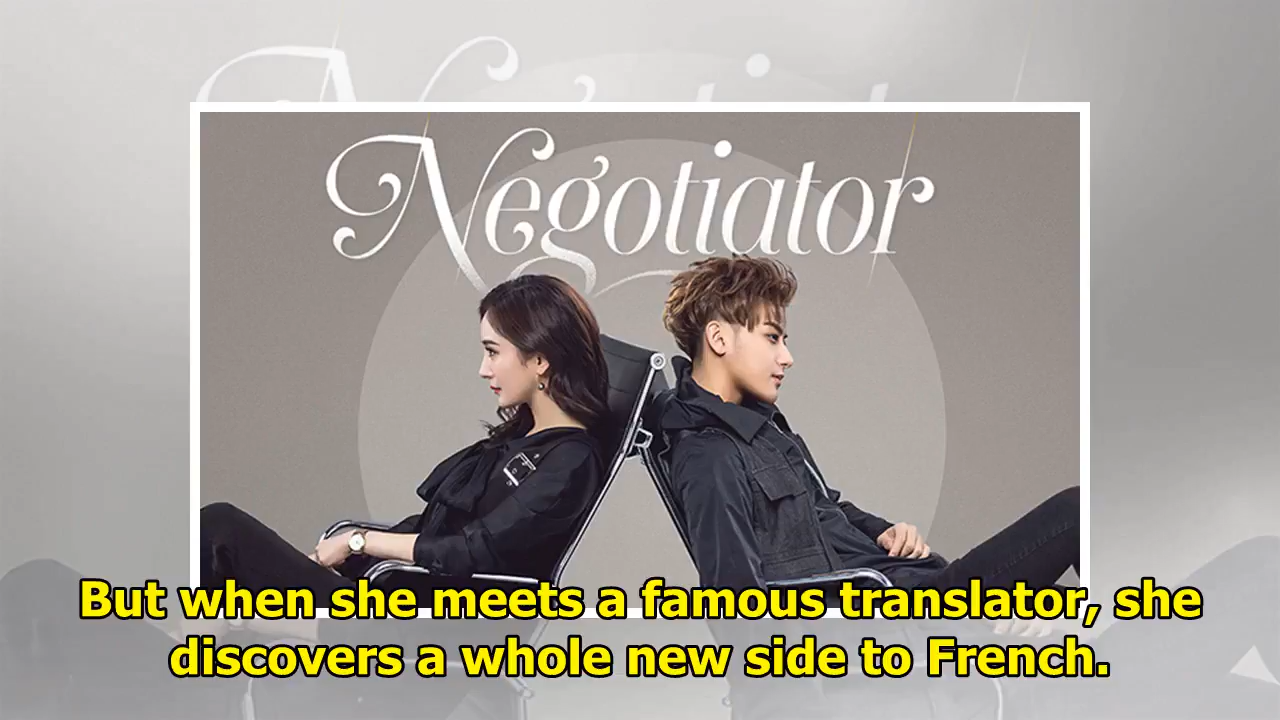 Negotiator
But when she meets a famous translator, she
discovers a whole new side to French.